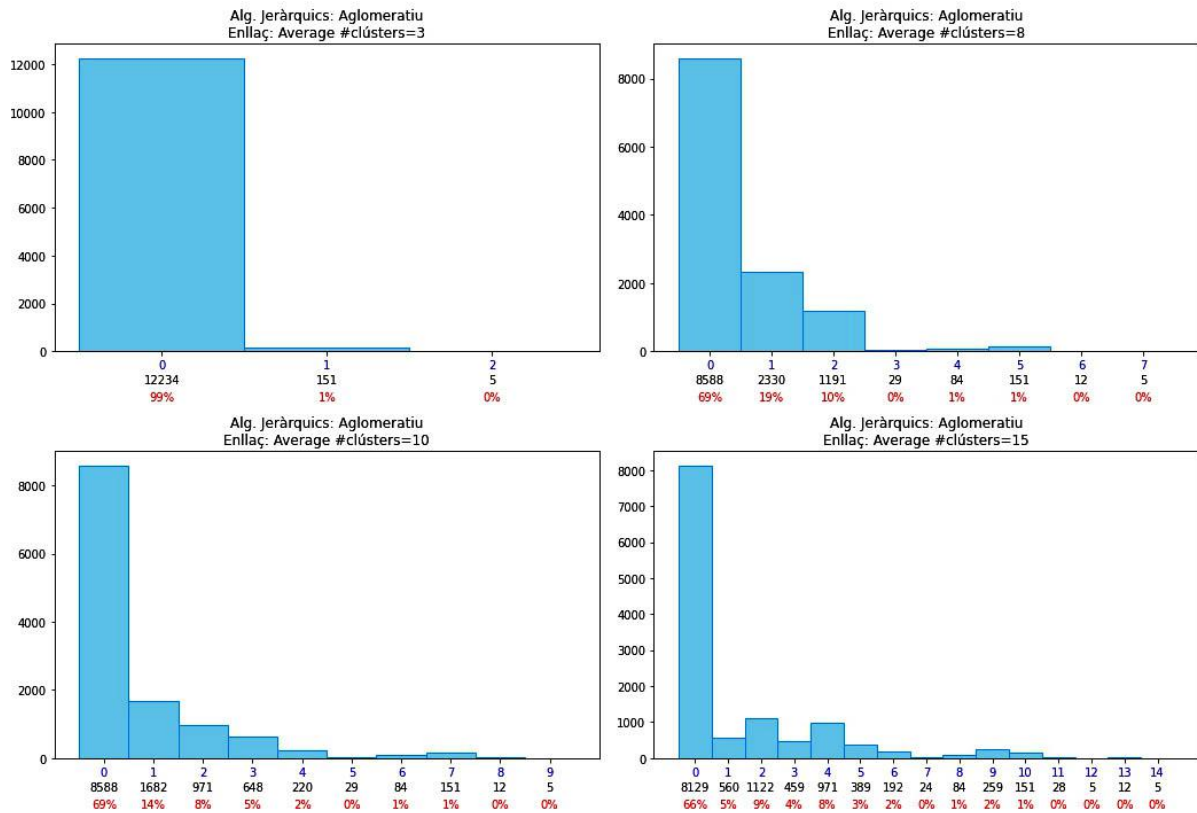 Alg. Jeràrquics: Aglomeratiu
Enllaç: Average #clústers=3
12000
10000
8000
6000
4000
2000
0
0 1 2
12234 151 5
99% 1% 0%
Alg. Jeràrquics: Aglomeratiu
Enllaç: Average #clústers=8
8000
6000
4000
2000
0
0 1 2 3 4 5 6 7
8588 2330 1191 29 84 151 12 5
69% 19% 10% 0% 1% 1% 0% 0%
Alg. Jeràrquics: Aglomeratiu
Enllaç: Average #clústers=10
8000
6000
4000
2000
0
0 1 2 3 4 5 6 7 8 9
8588 1682 971 648 220 29 84 151 12 5
69% 14% 8% 5% 2% 0% 1% 1% 0% 0%
Alg. Jeràrquics: Aglomeratiu
Enllaç: Average #clústers=15
8000
7000
6000
5000
4000
3000
2000
1000
0
0 1 2 3 4 5 6 7 8 9 10 11 12 13 14
8129 560 1122 459 971 389 192 24 84 259 151 28 5 12 5
66% 5% 9% 4% 8% 3% 2% 0% 1% 2% 1% 0% 0% 0% 0%